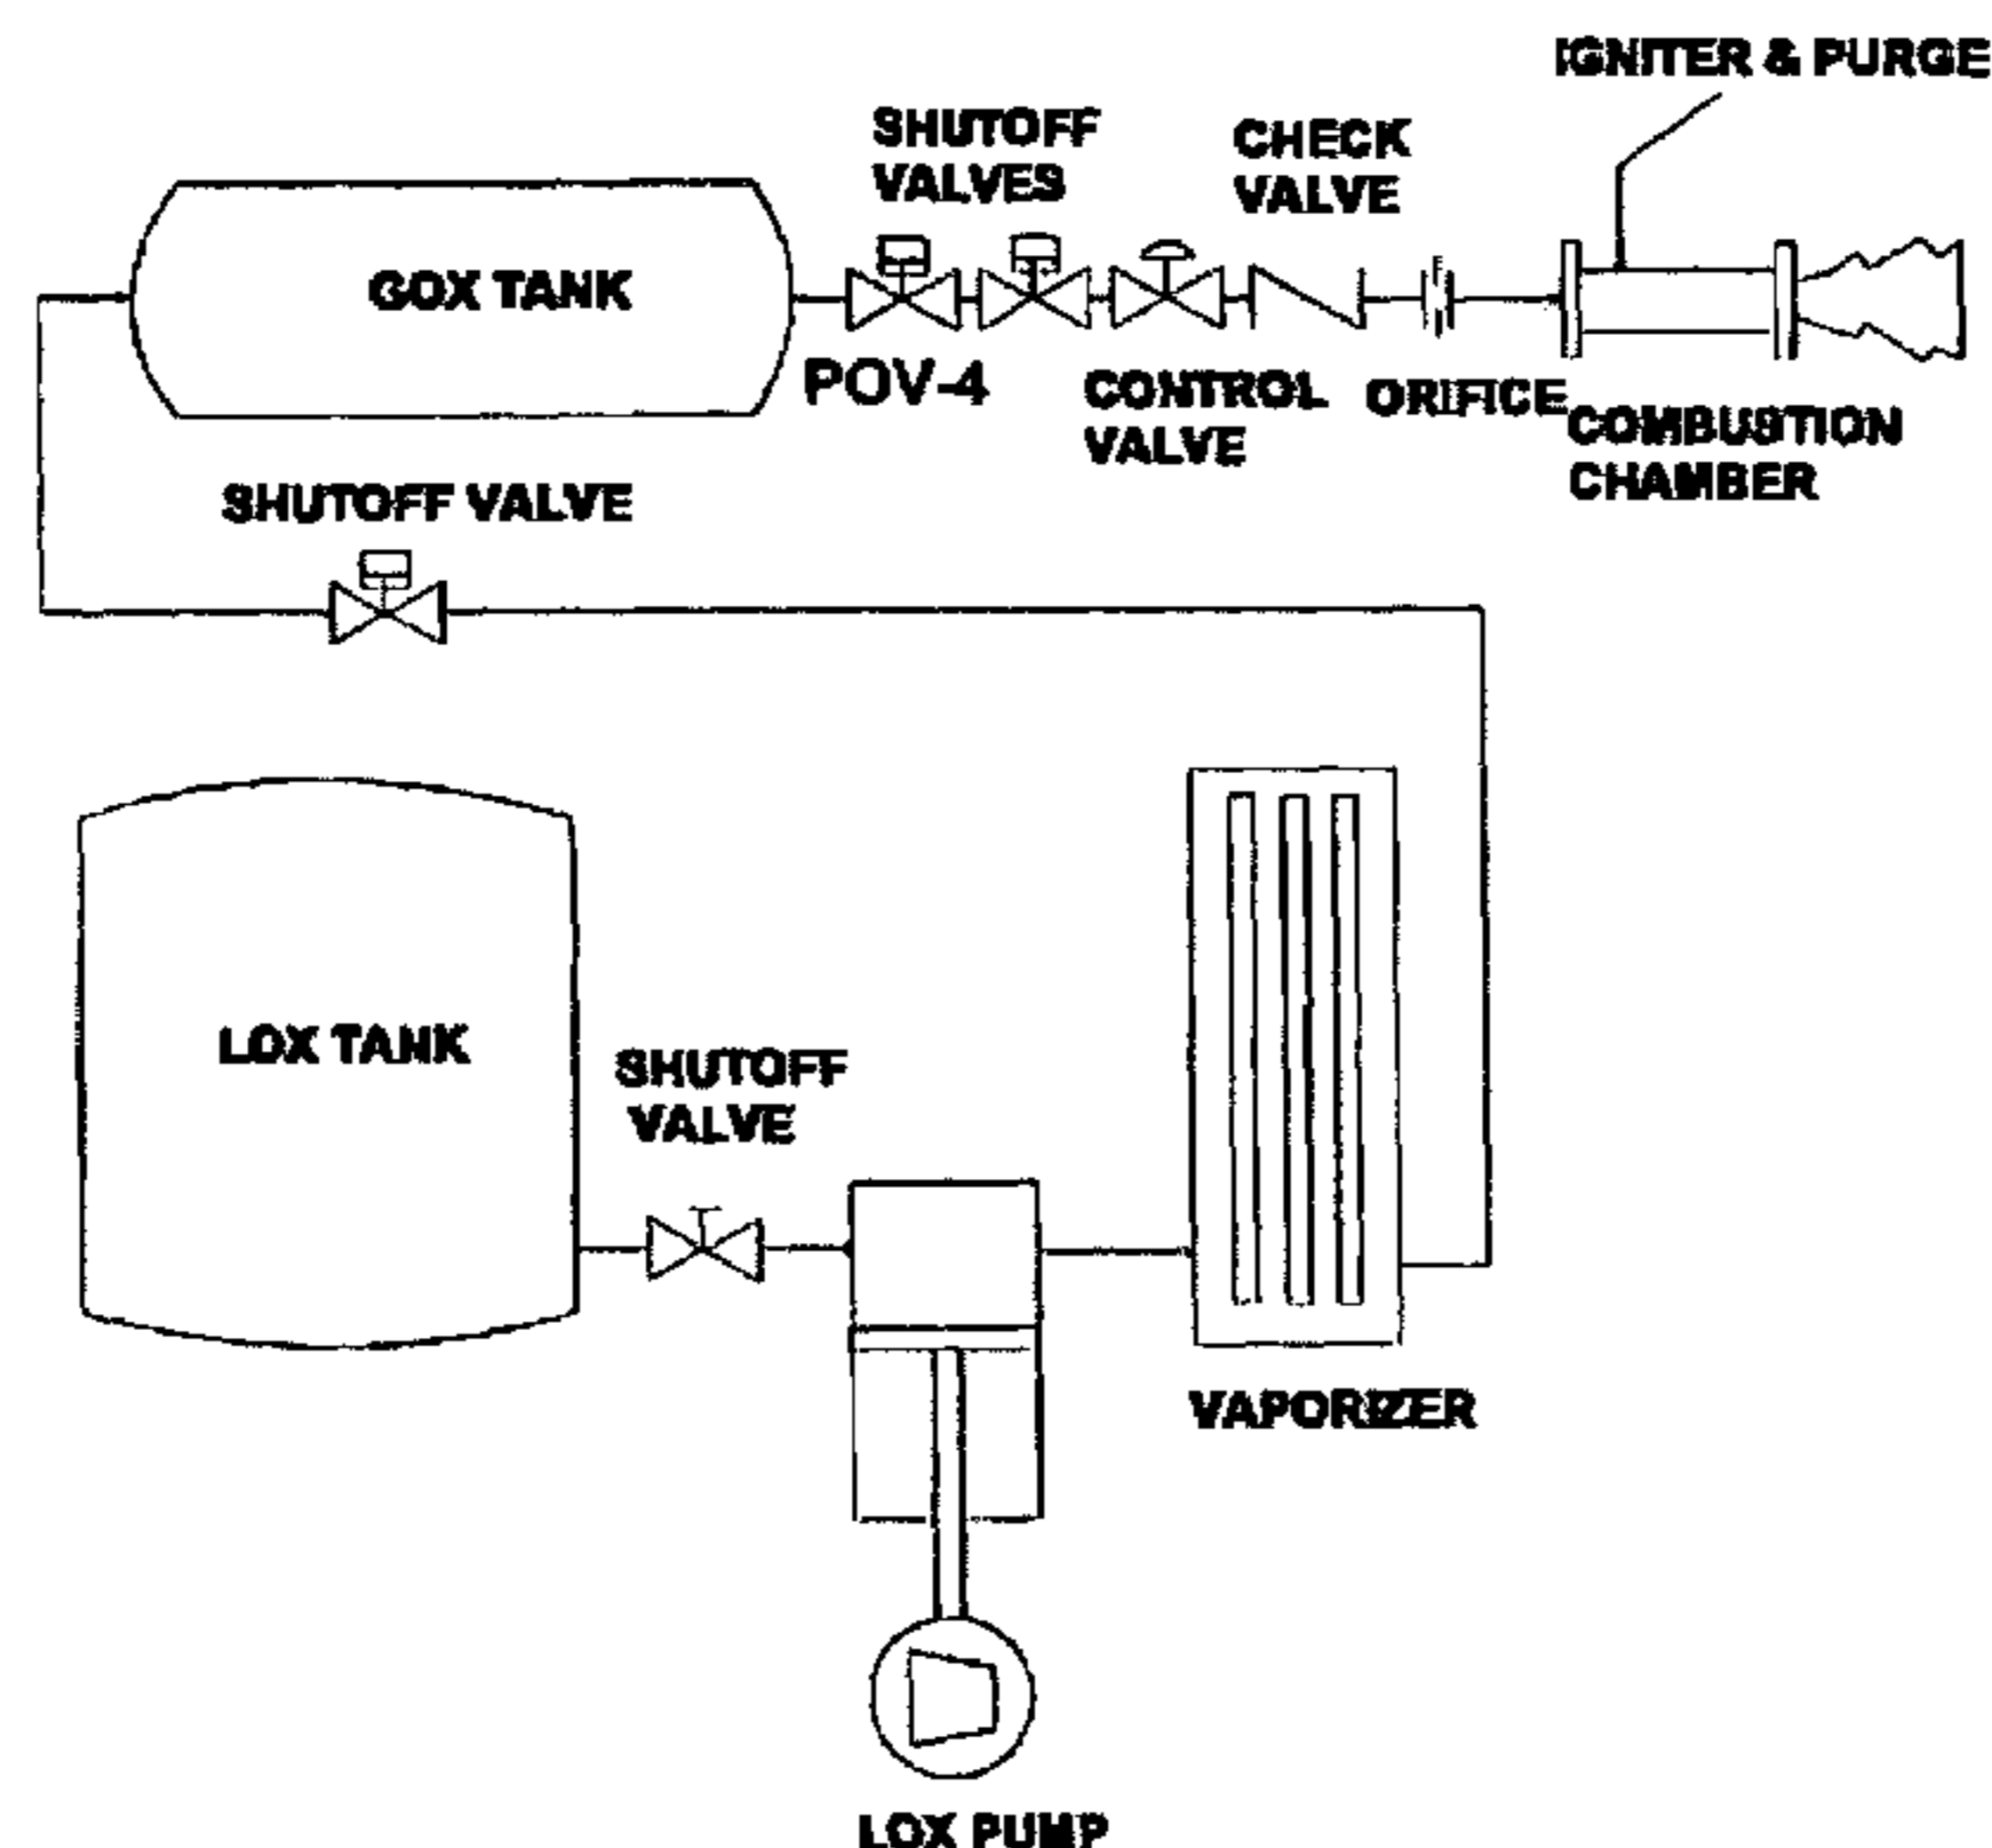 IGNITER & PURGE
SHUTOFF
VALVES
CHECK
VALVE
GOX TANK
POV-4
CONTROL
VALVE
ORIFICE
COMBUSTION
CHAMBER
SHUTOFF VALVE
LOX TANK
SHUTOFF
VALVE
VAPORIZER
LOX PUMP